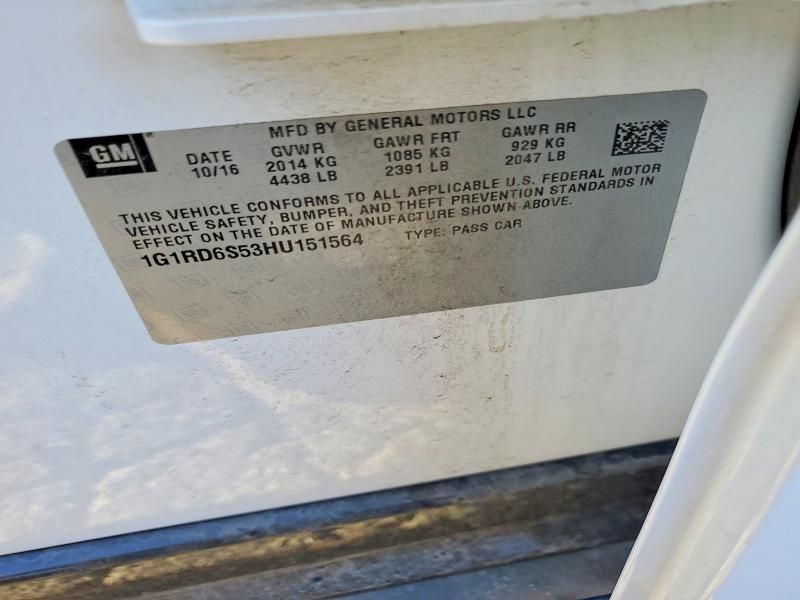 GM
MFD BY GENERAL MOTORS LLC
DATE GVWR GAWR FRT GAWR RR
10/16 2014 KG 1085 KG 929 KG
4438 LB 2391 LB 2047 LB
THIS VEHICLE CONFORMS TO ALL APPLICABLE U.S. FEDERAL MOTOR
VEHICLE SAFETY, BUMPER, AND THEFT PREVENTION STANDARDS IN
EFFECT ON THE DATE OF MANUFACTURE SHOWN ABOVE.
1G1RD6S53HU151564 TYPE: PASS CAR